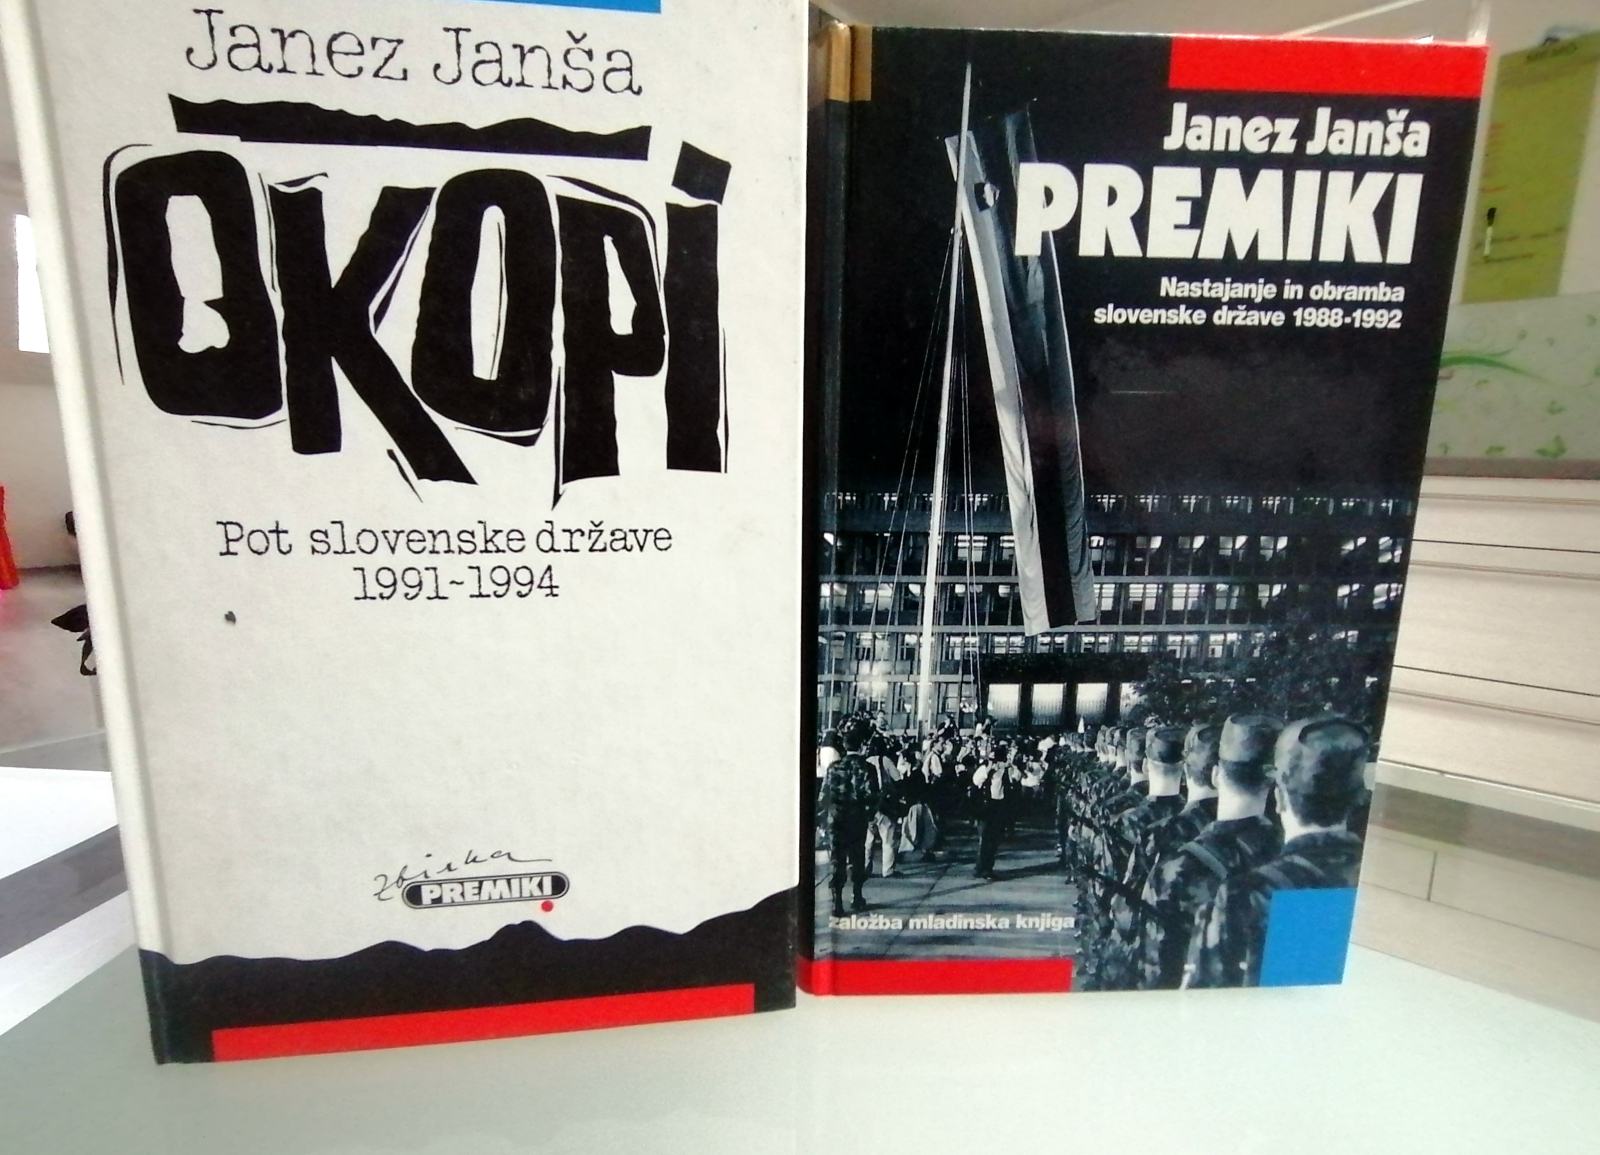 Janez Janša
OKOPI
Pot slovenske države
1991-1994
zbirka
PREMIKI
Janez Janša
PREMIKI
Nastajanje in obramba
slovenske države 1988-1992
založba mladinska knjiga